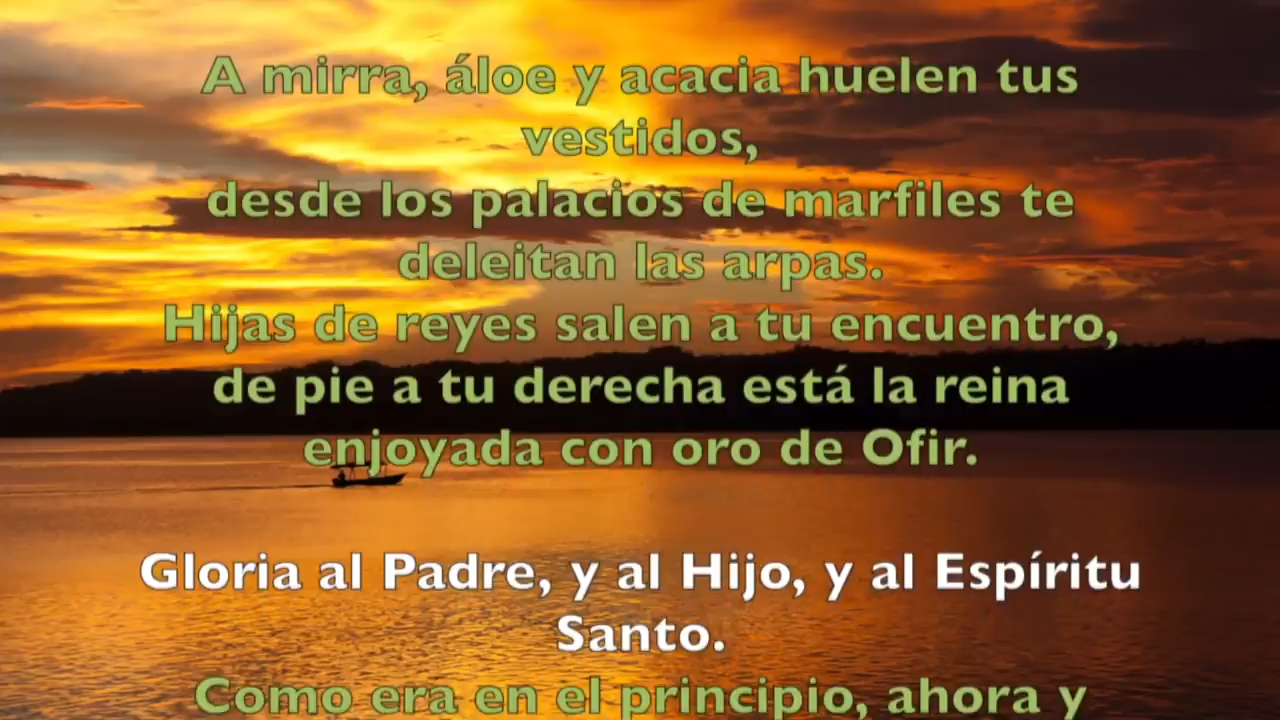 A mirra, áloe y acacia huelen tus
vestidos,
desde los palacios de marfiles te
deleitan las arpas.
Hijas de reyes salen a tu encuentro,
de pie a tu derecha está la reina
enjoyada con oro de Ofir.
Gloria al Padre, y al Hijo, y al Espíritu
Santo.
Como era en el principio, ahora y